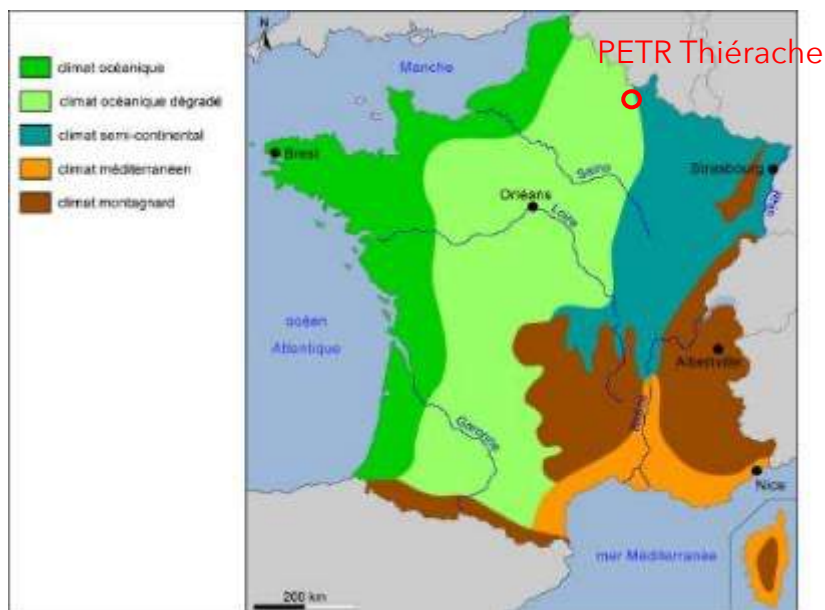 PETR Thiérache
N
Manche
climat océanique
climat océanique dégradé
climat semi-continental
climat méditerranéen
climat montagnard
Brest
Seine
Strasbourg
Rhin
Orléans
Loire
océan
Atlantique
Albertville
Rhône
Garonne
Nice
mer Méditerranée
200 km